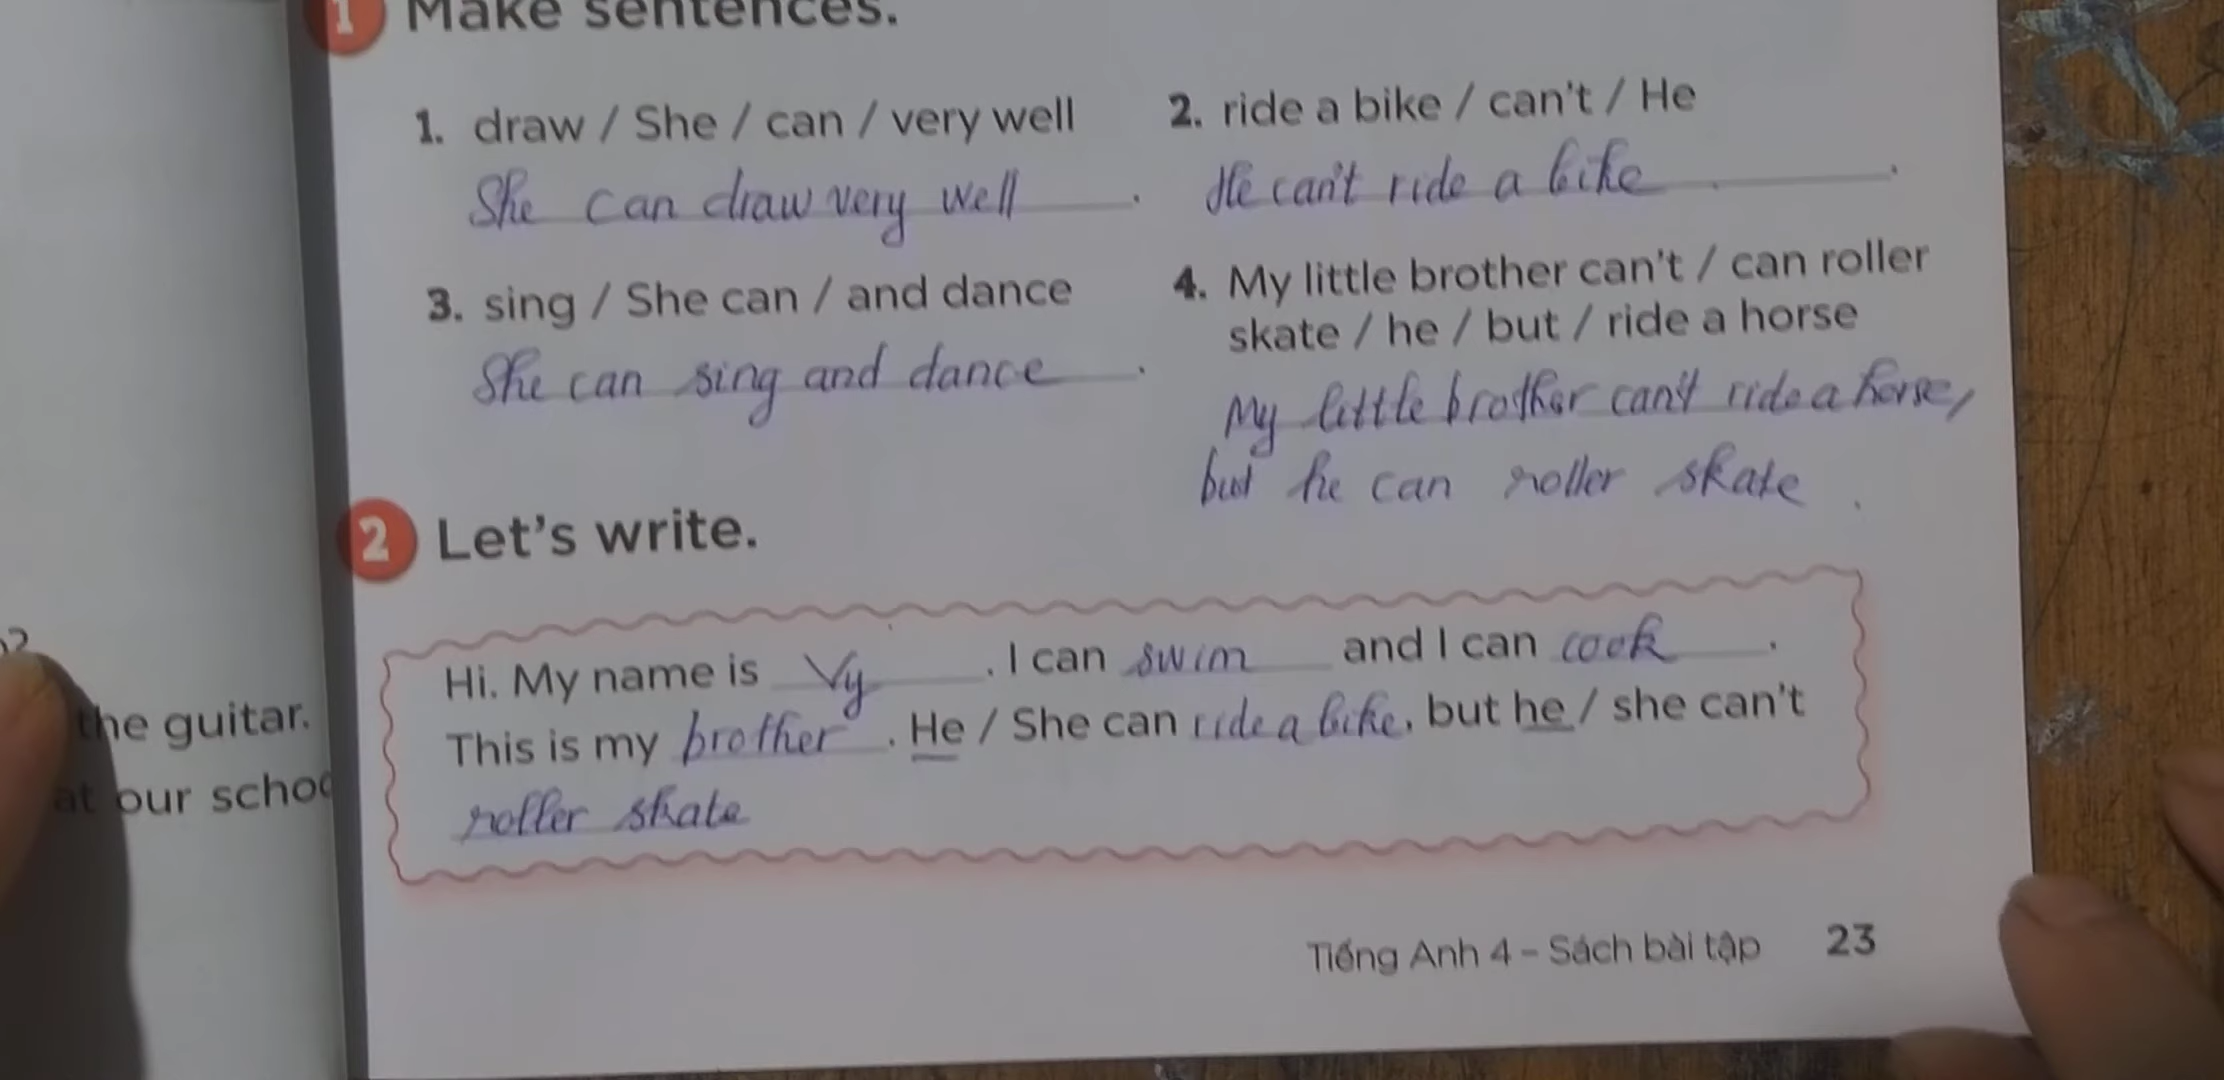 1 Make sentences.
1. draw / She / can / very well
She can draw very well .
2. ride a bike / can't / He
He can't ride a bike .
3. sing / She can / and dance
She can sing and dance .
4. My little brother can't / can roller
skate / he / but / ride a horse
My little brother can't ride a horse,
but he can roller skate .
2 Let's write.
Hi. My name is Vy . I can swim and I can cook .
This is my brother . He / She can ride a bike, but he / she can't
roller skate
the guitar.
at our schoo
Tiếng Anh 4 - Sách bài tập 23